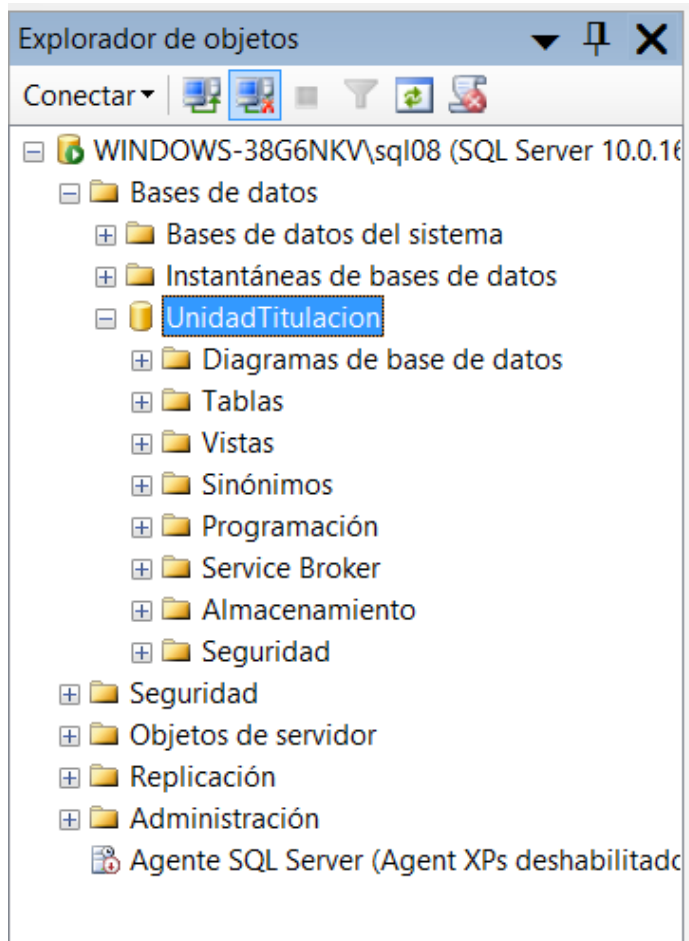 Explorador de objetos
Conectar
WINDOWS-38G6NKV\sql08 (SQL Server 10.0.16
Bases de datos
Bases de datos del sistema
Instantáneas de bases de datos
UnidadTitulacion
Diagramas de base de datos
Tablas
Vistas
Sinónimos
Programación
Service Broker
Almacenamiento
Seguridad
Seguridad
Objetos de servidor
Replicación
Administración
Agente SQL Server (Agent XPs deshabilitado